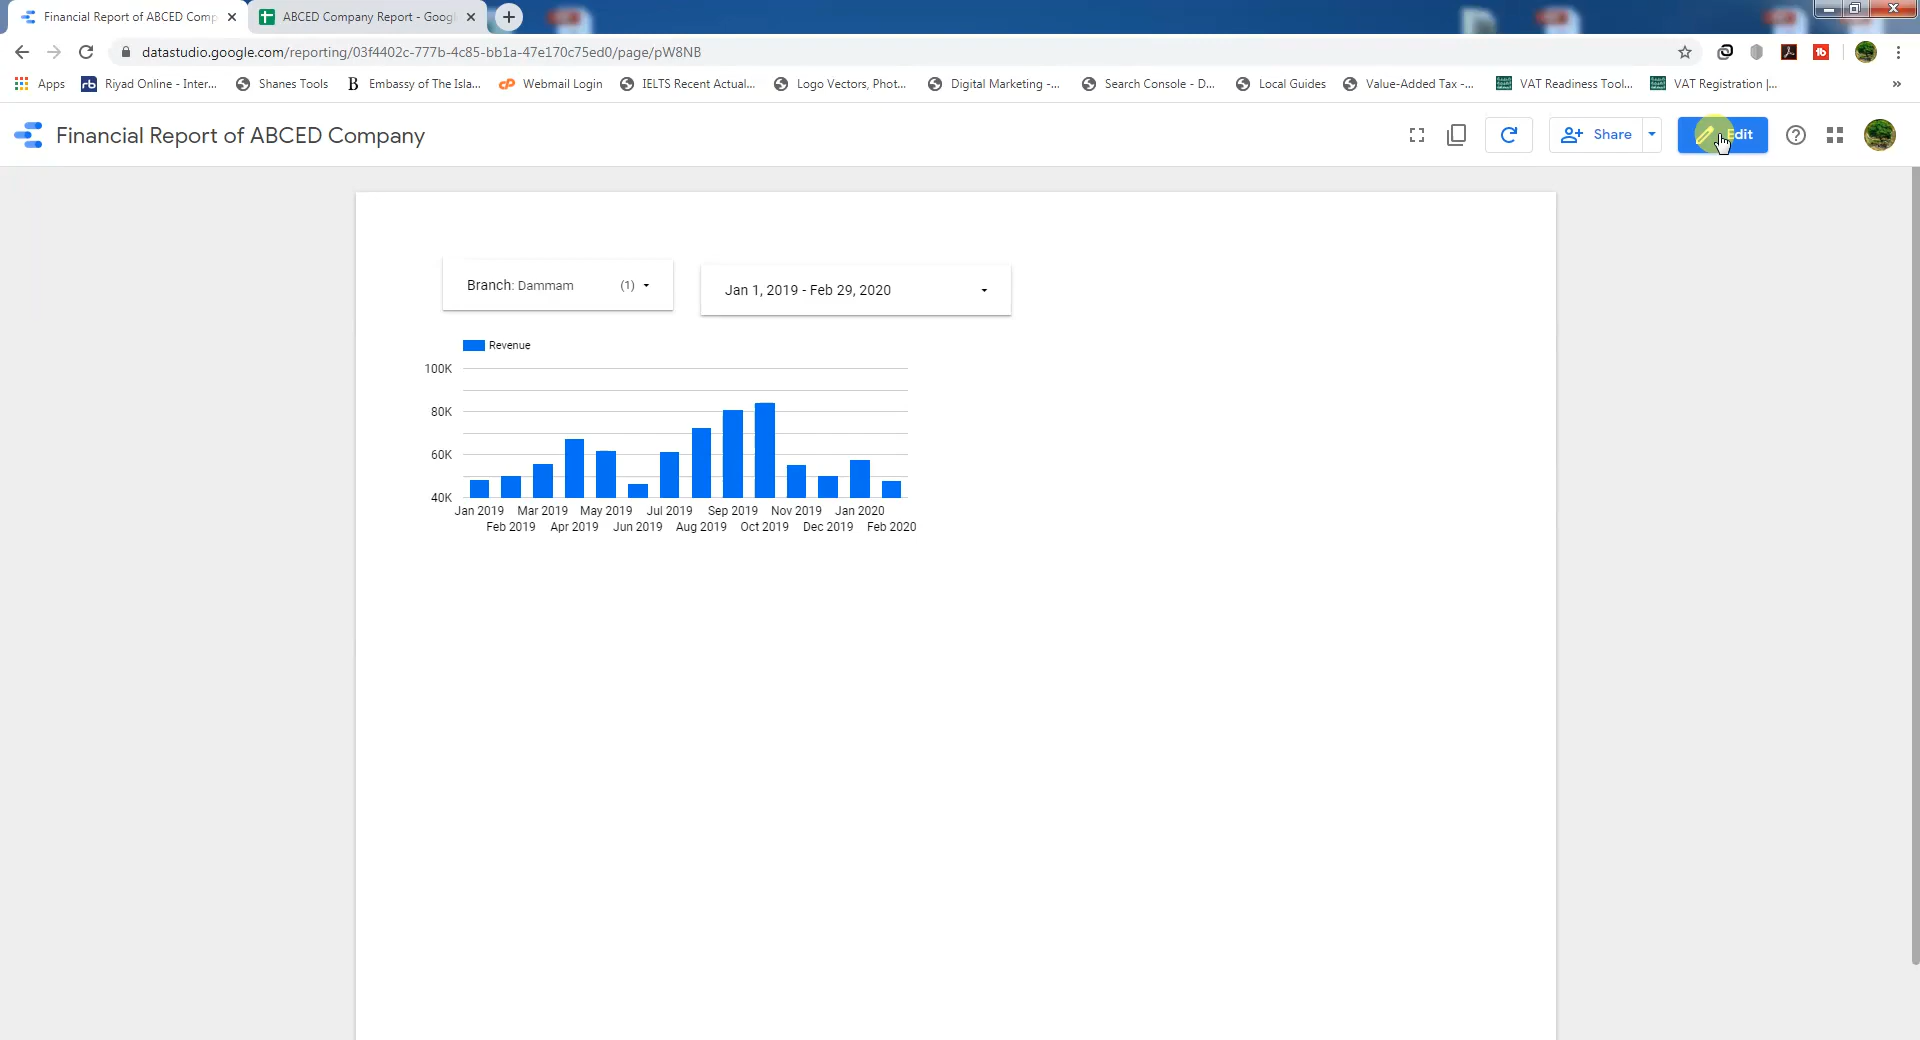 Financial Report of ABCED Comp
ABCED Company Report - Googl
datastudio.google.com/reporting/03f4402c-777b-4c85-bb1a-47e170c75ed0/page/pW8NB
Apps
rb Riyad Online - Inter...
Shanes Tools
B Embassy of The Isla...
cP Webmail Login
IELTS Recent Actual...
Logo Vectors, Phot...
Digital Marketing -...
Search Console - D...
Local Guides
Value-Added Tax -...
VAT Readiness Tool...
VAT Registration |...
»
Financial Report of ABCED Company
Share
Edit
Branch: Dammam (1)
Jan 1, 2019 - Feb 29, 2020
Revenue
100K
80K
60K
40K
Jan 2019 Mar 2019 May 2019 Jul 2019 Sep 2019 Nov 2019 Jan 2020
Feb 2019 Apr 2019 Jun 2019 Aug 2019 Oct 2019 Dec 2019 Feb 2020